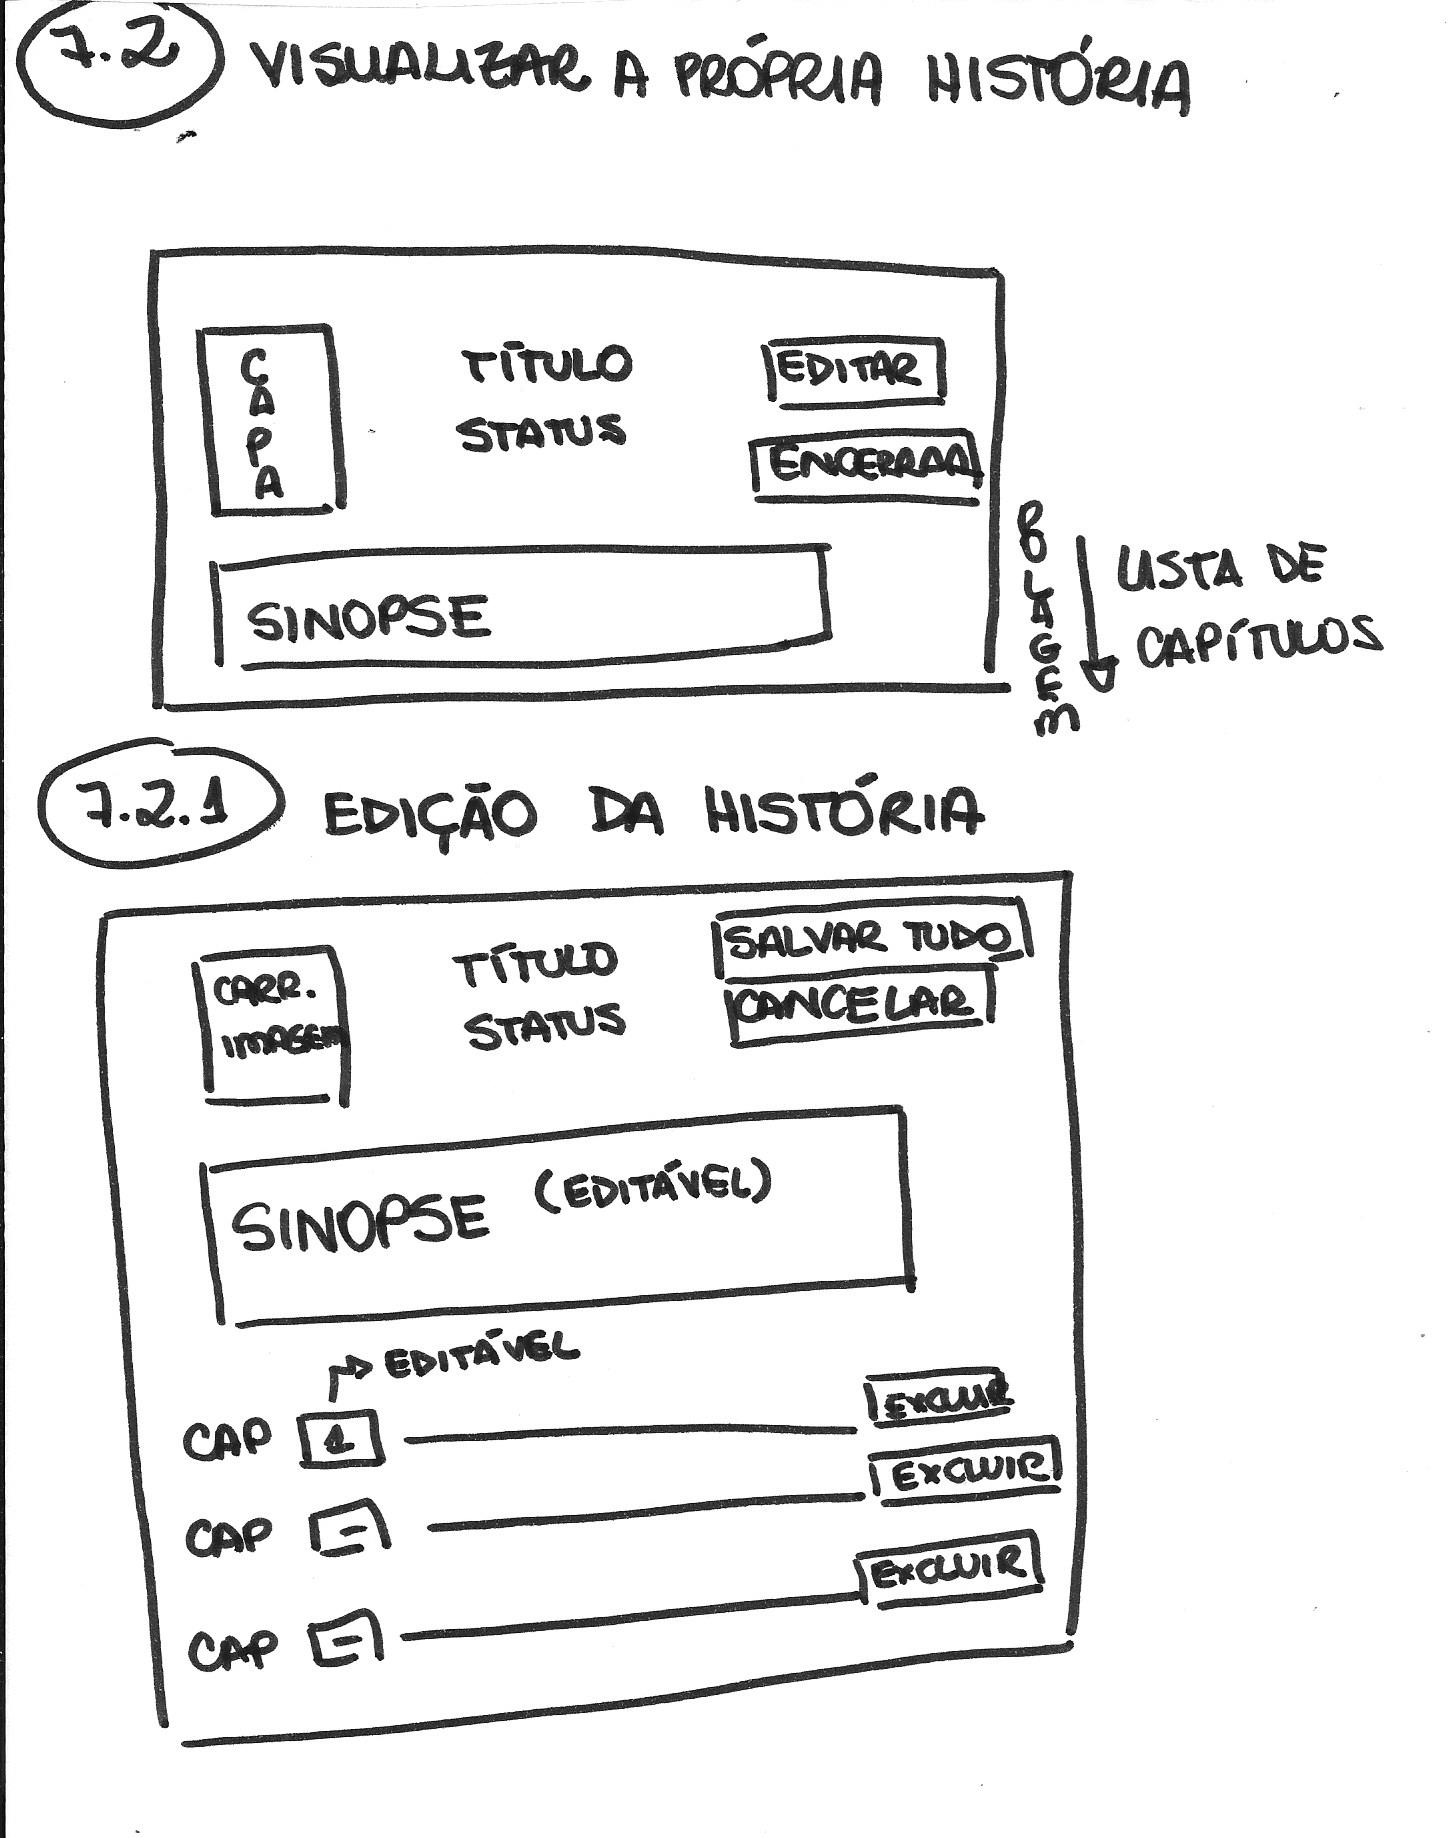 7.2 VISUALIZAR A PRÓPRIA HISTÓRIA
CAPA
TÍTULO
STATUS
EDITAR
ENCERRAR
SINOPSE
ROLAGEM
LISTA DE
CAPÍTULOS
7.2.1 EDIÇÃO DA HISTÓRIA
CARR.
IMAGEM
TÍTULO
STATUS
SALVAR TUDO
CANCELAR
SINOPSE (EDITÁVEL)
EDITÁVEL
CAP 1 EXCLUIR
CAP - EXCLUIR
CAP - EXCLUIR